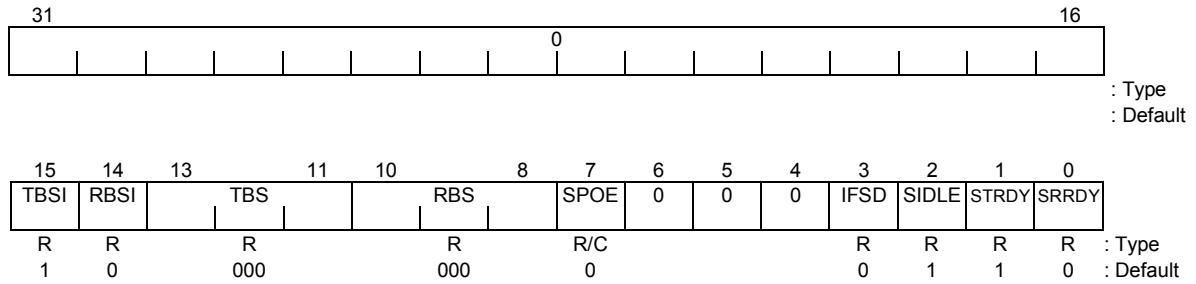 31 16
0
: Type
: Default
15 14 13 11 10 8 7 6 5 4 3 2 1 0
TBSI RBSI TBS RBS SPOE 0 0 0 IFSD SIDLE STRDY SRRDY
R R R R R/C R R R R : Type
1 0 000 000 0 0 1 1 0 : Default